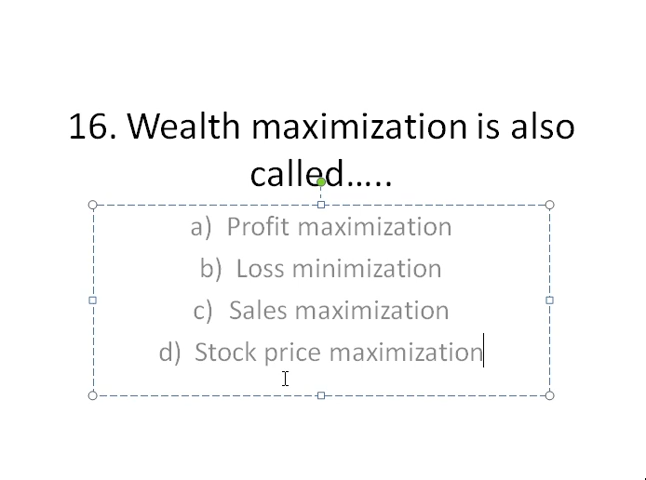 16. Wealth maximization is also
called.....
a) Profit maximization
b) Loss minimization
c) Sales maximization
d) Stock price maximization